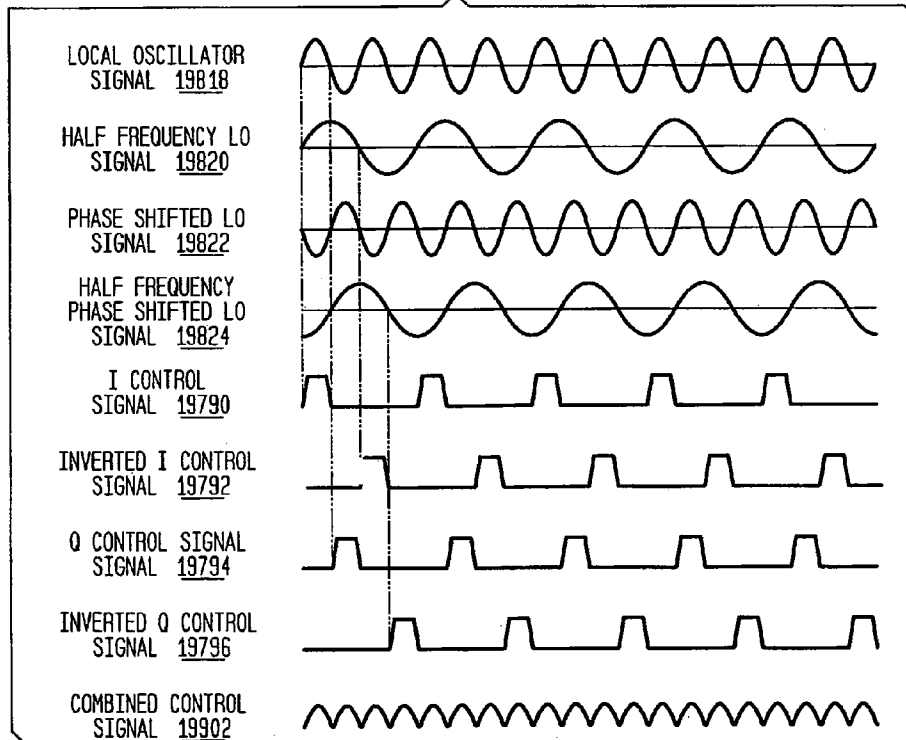 LOCAL OSCILLATOR
SIGNAL 19818
HALF FREQUENCY LO
SIGNAL 19820
PHASE SHIFTED LO
SIGNAL 19822
HALF FREQUENCY
PHASE SHIFTED LO
SIGNAL 19824
I CONTROL
SIGNAL 19790
INVERTED I CONTROL
SIGNAL 19792
Q CONTROL SIGNAL
SIGNAL 19794
INVERTED Q CONTROL
SIGNAL 19796
COMBINED CONTROL
SIGNAL 19902